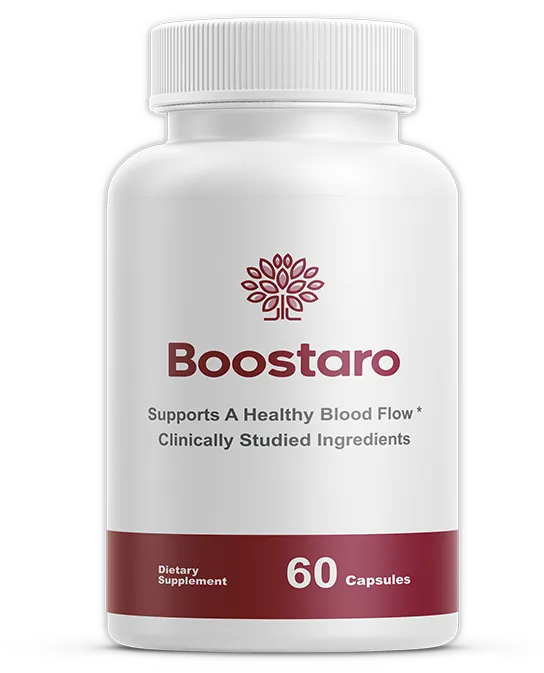 Boostaro
Supports A Healthy Blood Flow *
Clinically Studied Ingredients
Dietary
Supplement
60 Capsules